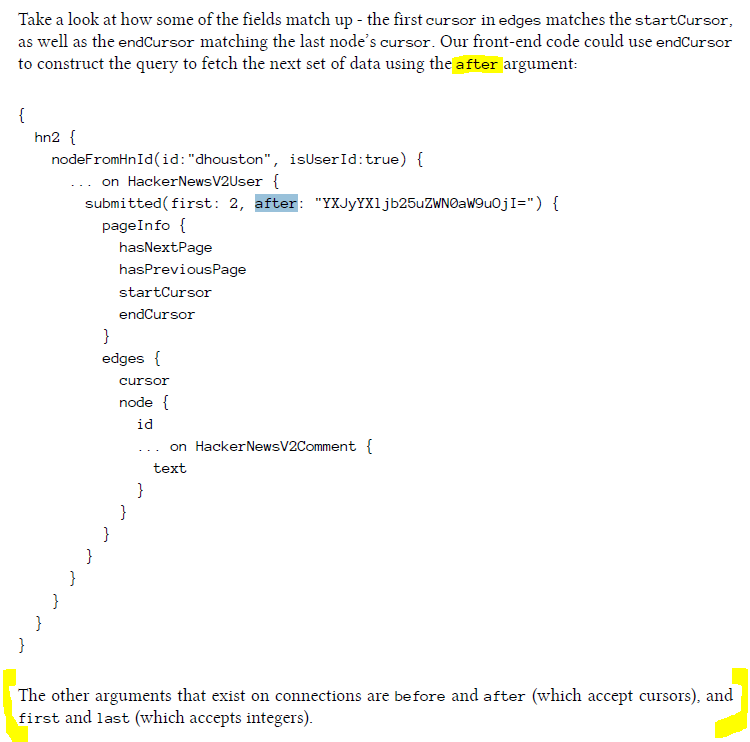 Take a look at how some of the fields match up - the first cursor in edges matches the startCursor,
as well as the endCursor matching the last node's cursor. Our front-end code could use endCursor
to construct the query to fetch the next set of data using the after argument:
{
hn2 {
nodeFromHnId(id:"dhouston", isUserId:true) {
... on HackerNewsV2User {
submitted(first: 2, after: "YXJyYXljb25uZWN0aW9uOjI=") {
pageInfo {
hasNextPage
hasPreviousPage
startCursor
endCursor
}
edges {
cursor
node {
id
... on HackerNewsV2Comment {
text
}
}
}
}
}
}
}
}
The other arguments that exist on connections are before and after (which accept cursors), and
first and last (which accepts integers).